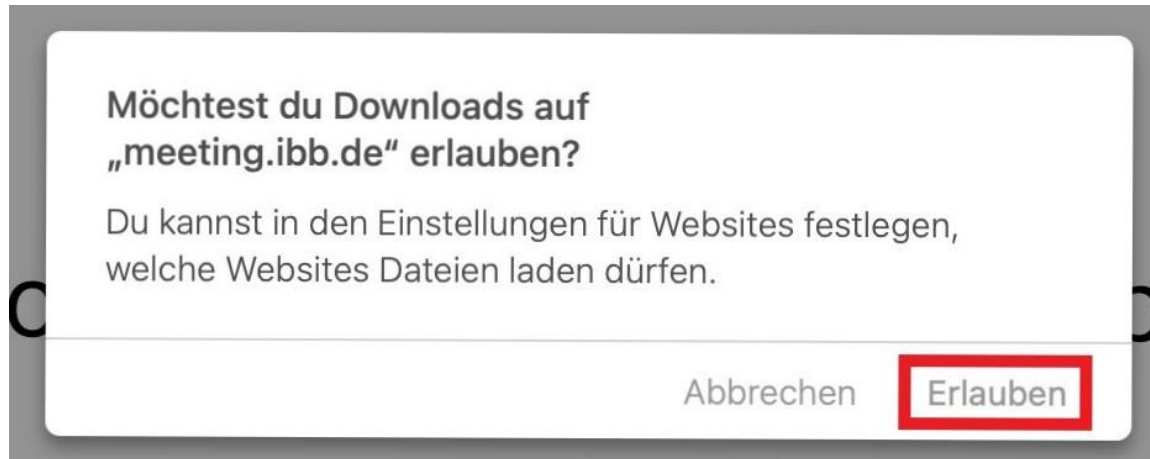 Möchtest du Downloads auf
„meeting.ibb.de“ erlauben?
Du kannst in den Einstellungen für Websites festlegen,
welche Websites Dateien laden dürfen.
Abbrechen Erlauben